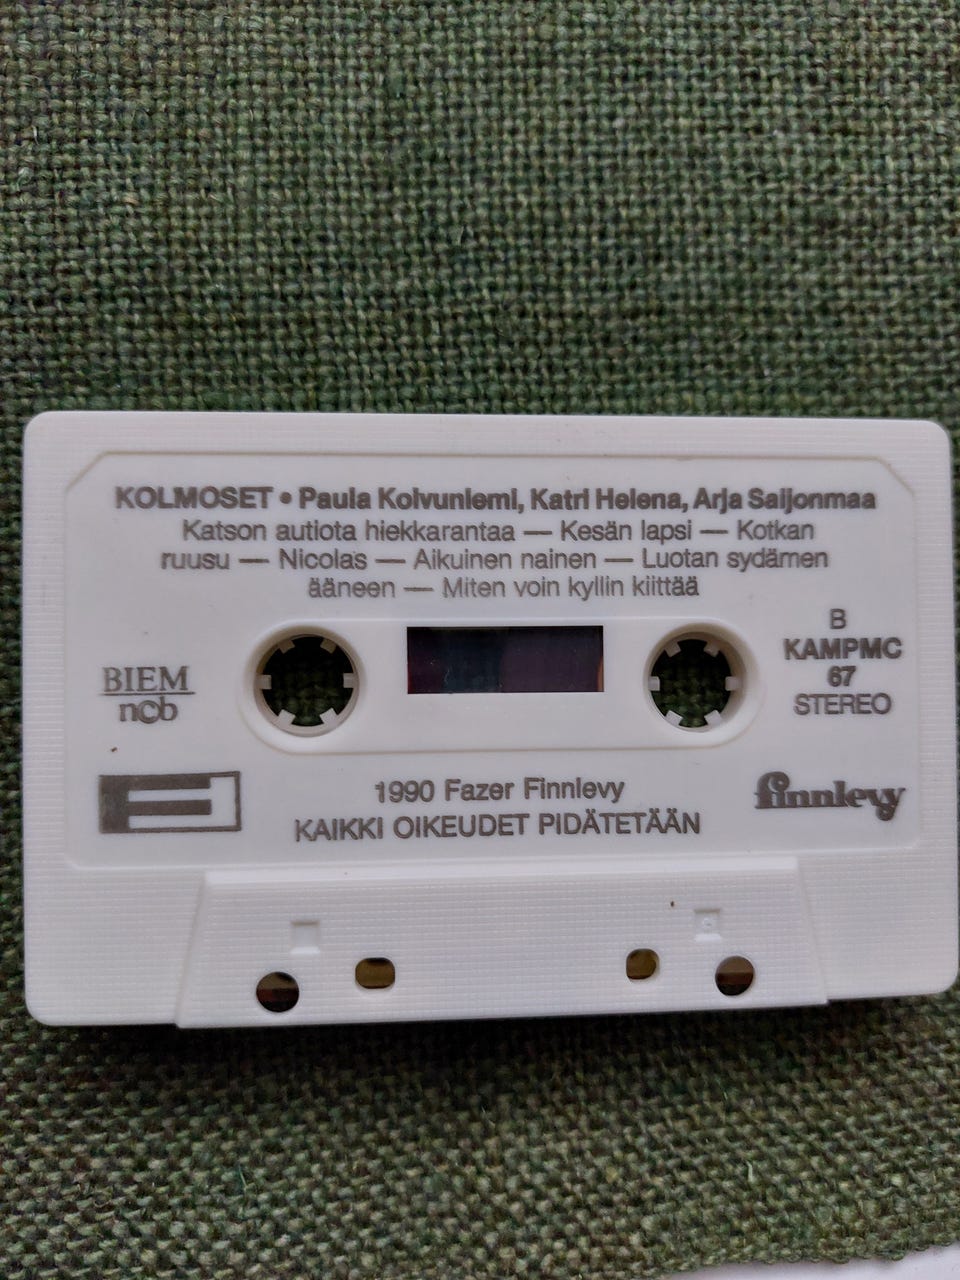 KOLMOSET • Paula Koivuniemi, Katri Helena, Arja Saijonmaa
Katson autiota hiekkarantaa — Kesän lapsi — Kotkan
ruusu — Nicolas — Aikuinen nainen — Luotan sydämen
ääneen — Miten voin kyllin kiittää
B
KAMPMC
67
STEREO
BIEM
n©b
1990 Fazer Finnlevy
KAIKKI OIKEUDET PIDÄTETÄÄN
finnlevy